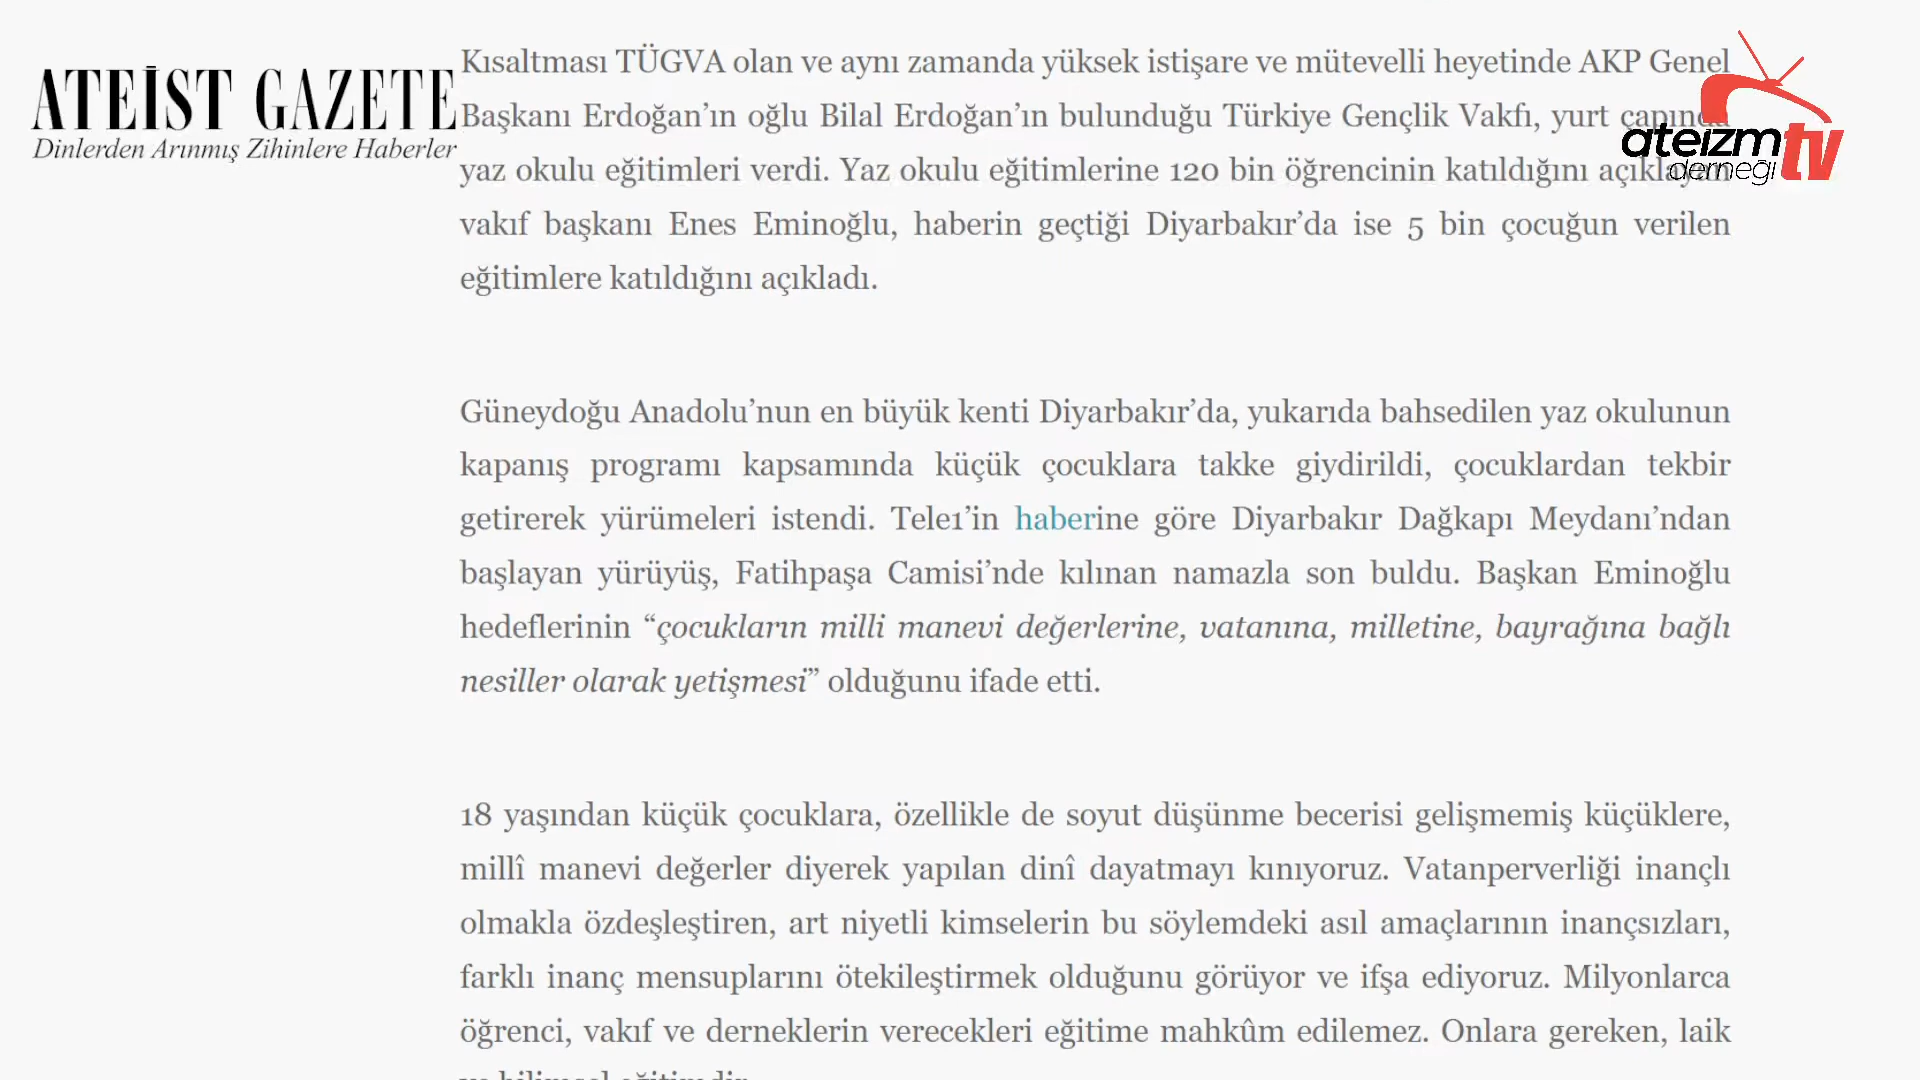 ATEİST GAZETE
Dinlerden Arınmış Zihinlere Haberler
ateizm tv
derneği
Kısaltması TÜGVA olan ve aynı zamanda yüksek istişare ve mütevelli heyetinde AKP Genel
Başkanı Erdoğan’ın oğlu Bilal Erdoğan’ın bulunduğu Türkiye Gençlik Vakfı, yurt çapında
yaz okulu eğitimleri verdi. Yaz okulu eğitimlerine 120 bin öğrencinin katıldığını açıklayan
vakıf başkanı Enes Eminoğlu, haberin geçtiği Diyarbakır’da ise 5 bin çocuğun verilen
eğitimlere katıldığını açıkladı.
Güneydoğu Anadolu’nun en büyük kenti Diyarbakır’da, yukarıda bahsedilen yaz okulunun
kapanış programı kapsamında küçük çocuklara takke giydirildi, çocuklardan tekbir
getirerek yürümeleri istendi. Tele1’in haberine göre Diyarbakır Dağkapı Meydanı’ndan
başlayan yürüyüş, Fatihpaşa Camisi’nde kılınan namazla son buldu. Başkan Eminoğlu
hedeflerinin “çocukların milli manevi değerlerine, vatanına, milletine, bayrağına bağlı
nesiller olarak yetişmesi” olduğunu ifade etti.
18 yaşından küçük çocuklara, özellikle de soyut düşünme becerisi gelişmemiş küçüklere,
millî manevi değerler diyerek yapılan dinî dayatmayı kınıyoruz. Vatanperverliği inançlı
olmakla özdeşleştiren, art niyetli kimselerin bu söylemdeki asıl amaçlarının inançsızları,
farklı inanç mensuplarını ötekileştirmek olduğunu görüyor ve ifşa ediyoruz. Milyonlarca
öğrenci, vakıf ve derneklerin verecekleri eğitime mahkûm edilemez. Onlara gereken, laik